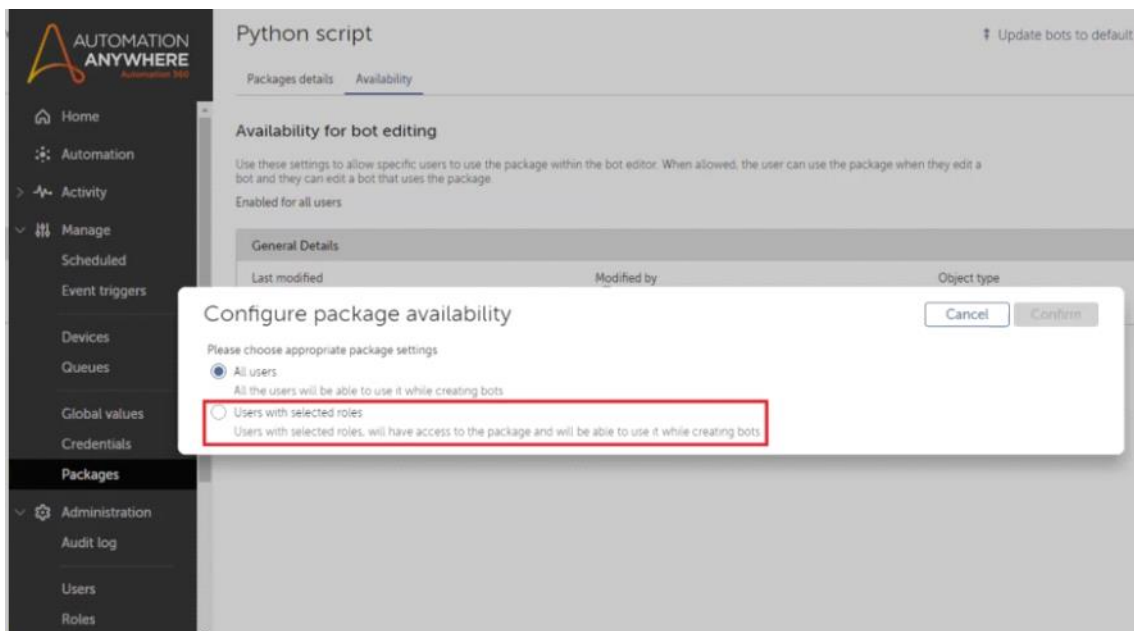 AUTOMATION
ANYWHERE
Automation 360
Home
Automation
Activity
Manage
Scheduled
Event triggers
Devices
Queues
Global values
Credentials
Packages
Administration
Audit log
Users
Roles
Python script
Update bots to default
Packages details Availability
Availability for bot editing
Use these settings to allow specific users to use the package within the bot editor. When allowed, the user can use the package when they edit a
bot and they can edit a bot that uses the package
Enabled for all users
General Details
Last modified Modified by Object type
Configure package availability
Cancel Confirm
Please choose appropriate package settings
All users
All the users will be able to use it while creating bots
Users with selected roles
Users with selected roles, will have access to the package and will be able to use it while creating bots